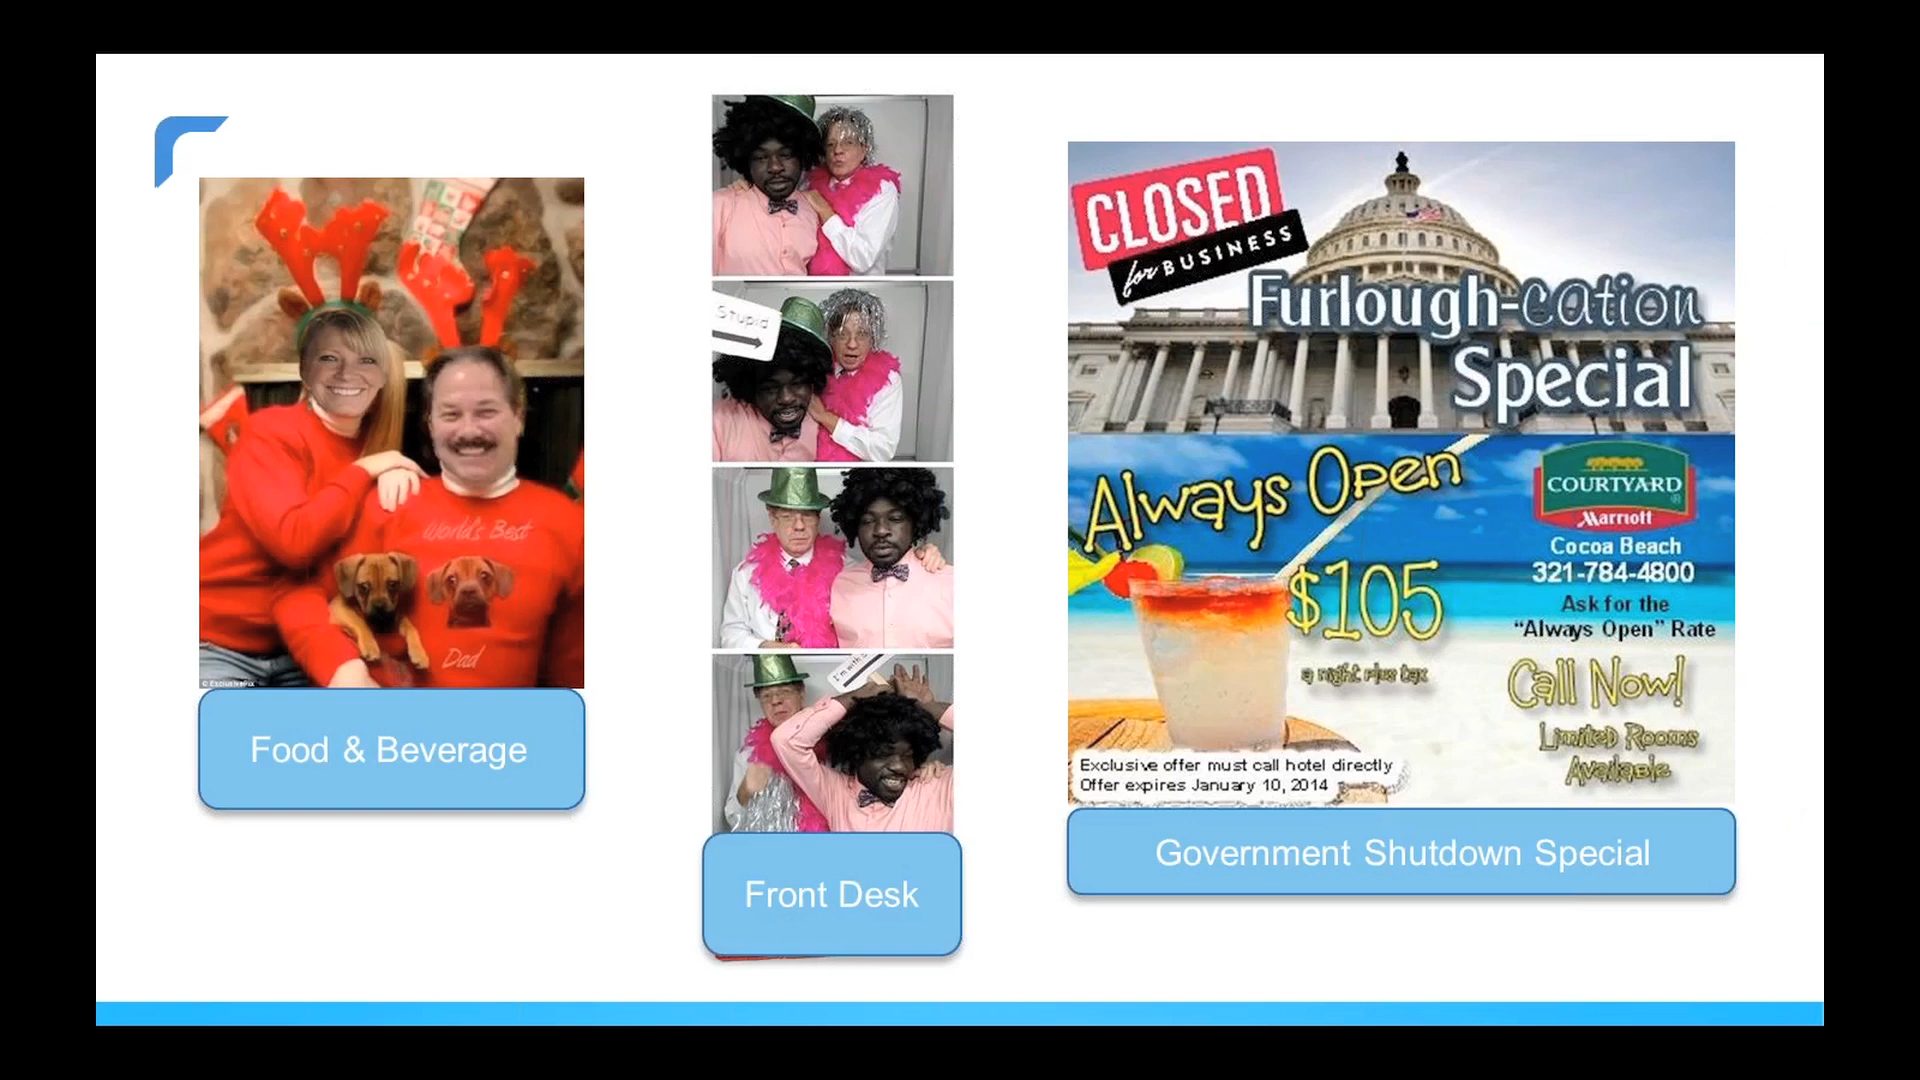 World's Best
Dad
© ExclusivePix
Food & Beverage
Stupid
I'm with
Front Desk
CLOSED
for BUSINESS
Furlough-cation
Special
Always Open
$105
a night plus tax
COURTYARD
Marriott
Cocoa Beach
321-784-4800
Ask for the
“Always Open” Rate
Call Now!
Limited Rooms
Available
Exclusive offer must call hotel directly
Offer expires January 10, 2014
Government Shutdown Special